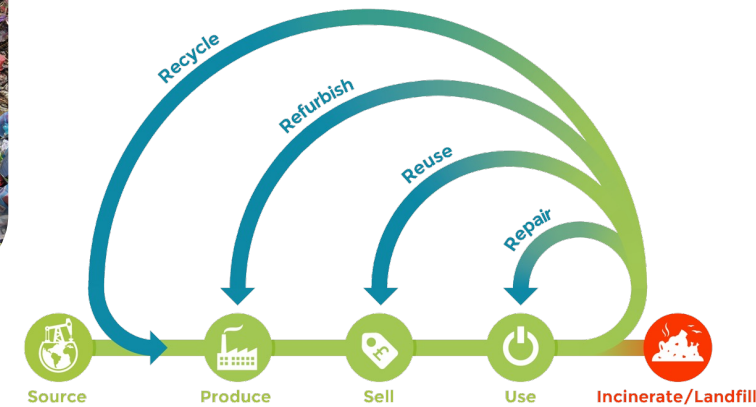 Recycle
Refurbish
Reuse
Repair
£
Source
Produce
Sell
Use
Incinerate/Landfill